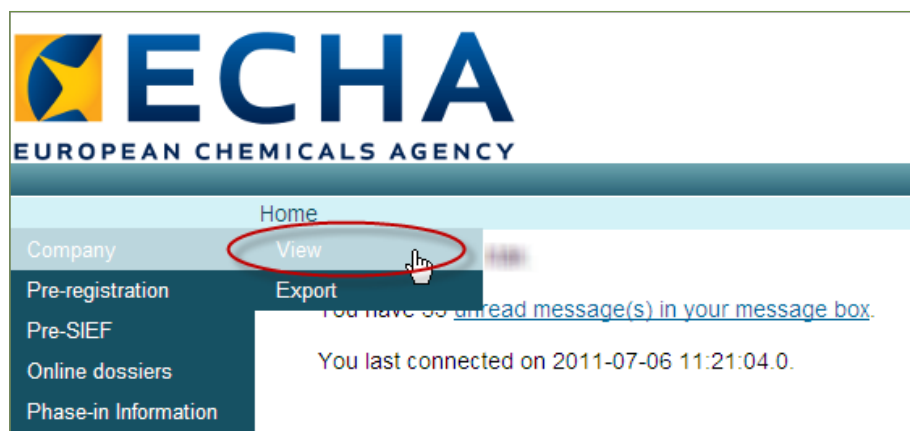 ECHA
EUROPEAN CHEMICALS AGENCY
Home
Company
View
Pre-registration
Export
You have 55 unread message(s) in your message box.
Pre-SIEF
You last connected on 2011-07-06 11:21:04.0.
Online dossiers
Phase-in Information